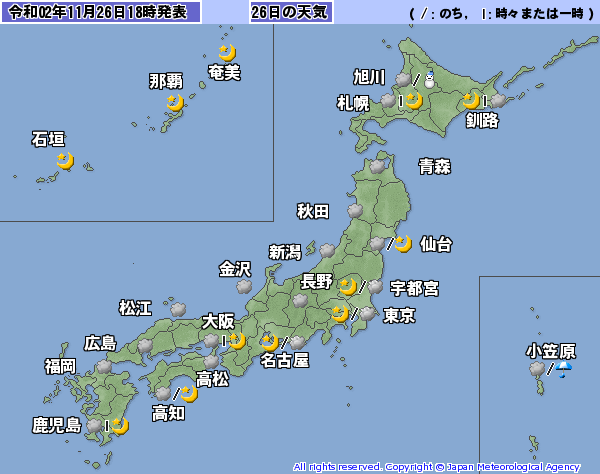 令和02年11月26日18時発表
26日の天気
( / : のち, | : 時々または一時 )
奄美
那覇
石垣
旭川
札幌
釧路
青森
秋田
仙台
新潟
金沢
長野
宇都宮
松江
東京
大阪
広島
名古屋
小笠原
福岡
高松
高知
鹿児島
All rights reserved. Copyright © Japan Meteorological Agency